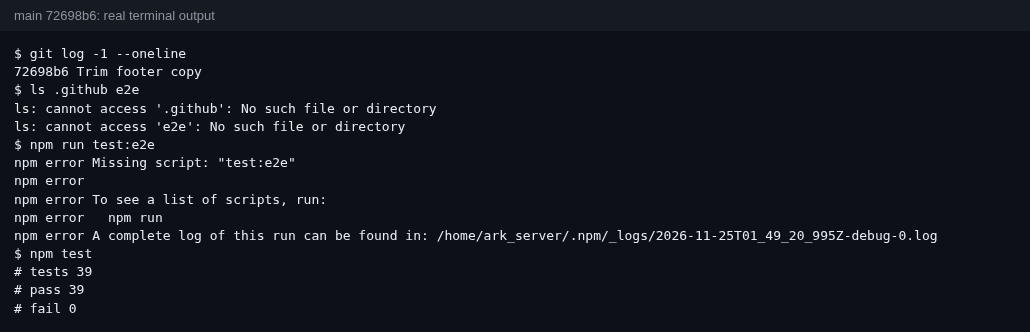 main 72698b6: real terminal output
$ git log -1 --oneline
72698b6 Trim footer copy
$ ls .github e2e
ls: cannot access '.github': No such file or directory
ls: cannot access 'e2e': No such file or directory
$ npm run test:e2e
npm error Missing script: "test:e2e"
npm error
npm error To see a list of scripts, run:
npm error   npm run
npm error A complete log of this run can be found in: /home/ark_server/.npm/_logs/2026-11-25T01_49_20_995Z-debug-0.log
$ npm test
# tests 39
# pass 39
# fail 0